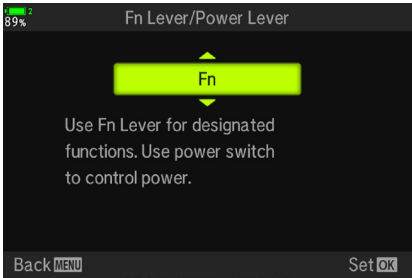 2
89%
Fn Lever/Power Lever
Fn
Use Fn Lever for designated
functions. Use power switch
to control power.
Back MENU
Set OK